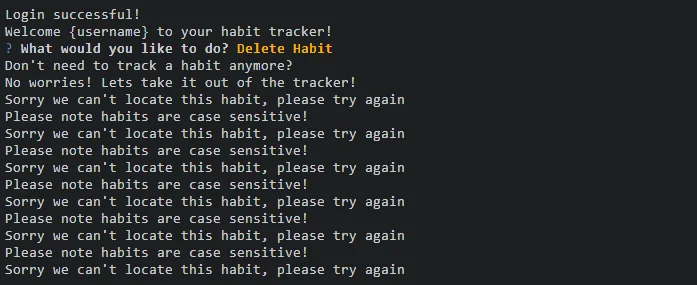 Login successful!
Welcome {username} to your habit tracker!
? What would you like to do? Delete Habit
Don't need to track a habit anymore?
No worries! Lets take it out of the tracker!
Sorry we can't locate this habit, please try again
Please note habits are case sensitive!
Sorry we can't locate this habit, please try again
Please note habits are case sensitive!
Sorry we can't locate this habit, please try again
Please note habits are case sensitive!
Sorry we can't locate this habit, please try again
Please note habits are case sensitive!
Sorry we can't locate this habit, please try again
Please note habits are case sensitive!
Sorry we can't locate this habit, please try again